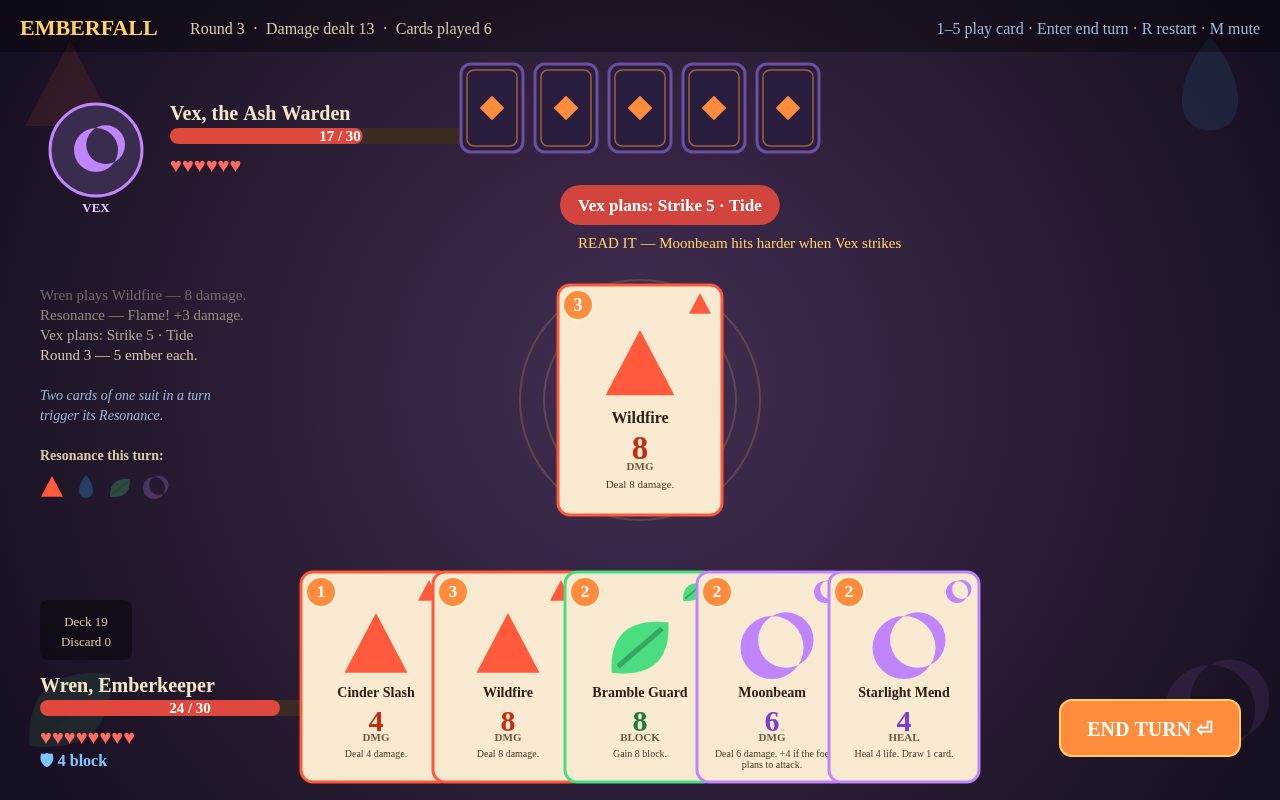 EMBERFALL
Round 3 · Damage dealt 13 · Cards played 6
1–5 play card · Enter end turn · R restart · M mute
Vex, the Ash Warden
17 / 30
VEX
Vex plans: Strike 5 · Tide
READ IT — Moonbeam hits harder when Vex strikes
Wren plays Wildfire — 8 damage.
Resonance — Flame! +3 damage.
Vex plans: Strike 5 · Tide
Round 3 — 5 ember each.
Two cards of one suit in a turn
trigger its Resonance.
Resonance this turn:
3
Wildfire
8
DMG
Deal 8 damage.
Deck 19
Discard 0
Wren, Emberkeeper
24 / 30
4 block
1
Cinder Slash
4
DMG
Deal 4 damage.
3
Wildfire
8
DMG
Deal 8 damage.
2
Bramble Guard
8
BLOCK
Gain 8 block.
2
Moonbeam
6
DMG
Deal 6 damage. +4 if the foe
plans to attack.
2
Starlight Mend
4
HEAL
Heal 4 life. Draw 1 card.
END TURN ⏎